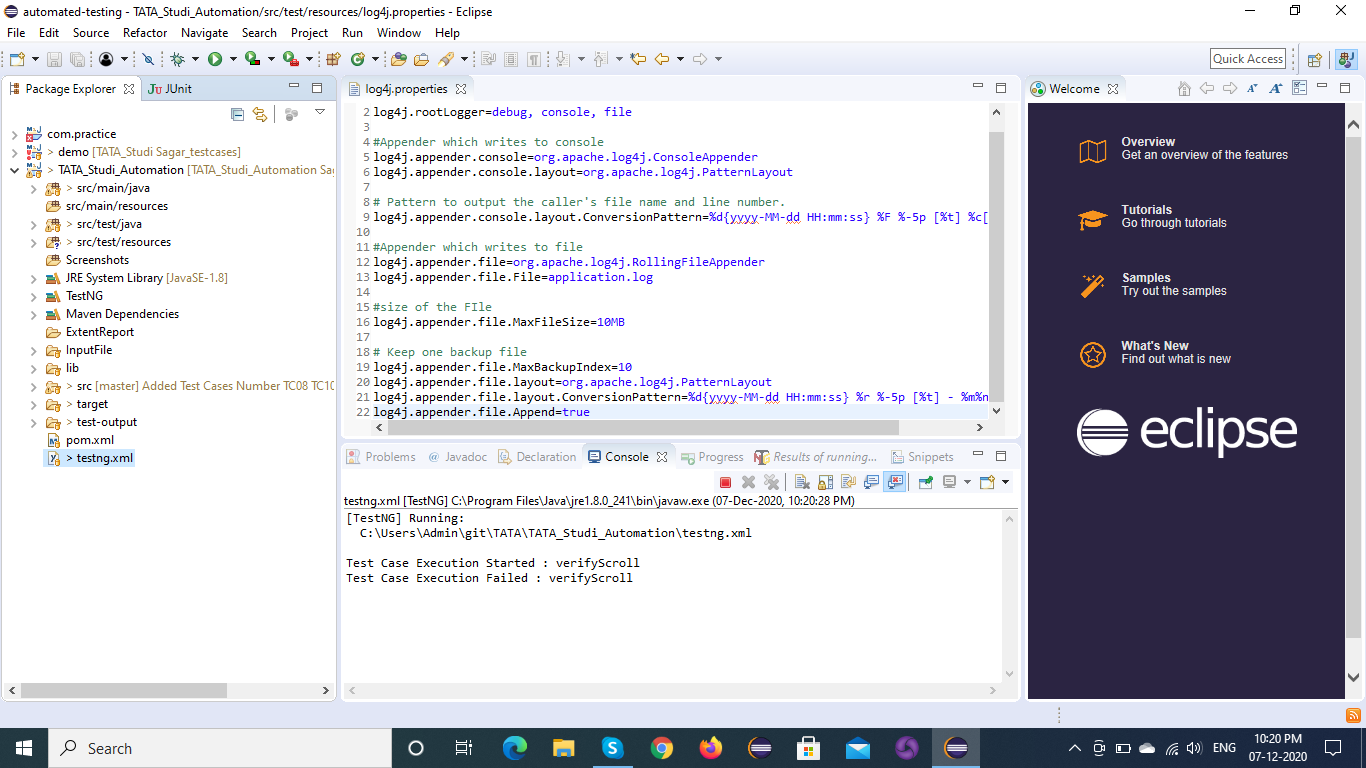 automated-testing - TATA_Studi_Automation/src/test/resources/log4j.properties - Eclipse
File Edit Source Refactor Navigate Search Project Run Window Help
Quick Access
Package Explorer
JUnit
com.practice
> demo [TATA_Studi Sagar_testcases]
> TATA_Studi_Automation [TATA_Studi_Automation Sag
> src/main/java
src/main/resources
> src/test/java
> src/test/resources
Screenshots
JRE System Library [JavaSE-1.8]
TestNG
Maven Dependencies
ExtentReport
InputFile
lib
> src [master] Added Test Cases Number TC08 TC10
> target
> test-output
pom.xml
> testng.xml
log4j.properties
2 log4j.rootLogger=debug, console, file
3
4 #Appender which writes to console
5 log4j.appender.console=org.apache.log4j.ConsoleAppender
6 log4j.appender.console.layout=org.apache.log4j.PatternLayout
7
8 # Pattern to output the caller's file name and line number.
9 log4j.appender.console.layout.ConversionPattern=%d{yyyy-MM-dd HH:mm:ss} %F %-5p [%t] %c[
10
11 #Appender which writes to file
12 log4j.appender.file=org.apache.log4j.RollingFileAppender
13 log4j.appender.file.File=application.log
14
15 #size of the FIle
16 log4j.appender.file.MaxFileSize=10MB
17
18 # Keep one backup file
19 log4j.appender.file.MaxBackupIndex=10
20 log4j.appender.file.layout=org.apache.log4j.PatternLayout
21 log4j.appender.file.layout.ConversionPattern=%d{yyyy-MM-dd HH:mm:ss} %r %-5p [%t] - %m%n
22 log4j.appender.file.Append=true
Problems @ Javadoc Declaration Console Progress Results of running... Snippets
testng.xml [TestNG] C:\Program Files\Java\jre1.8.0_241\bin\javaw.exe (07-Dec-2020, 10:20:28 PM)
[TestNG] Running:
C:\Users\Admin\git\TATA\TATA_Studi_Automation\testng.xml
Test Case Execution Started : verifyScroll
Test Case Execution Failed : verifyScroll
Welcome
Overview
Get an overview of the features
Tutorials
Go through tutorials
Samples
Try out the samples
What's New
Find out what is new
eclipse
Search
ENG
10:20 PM
07-12-2020